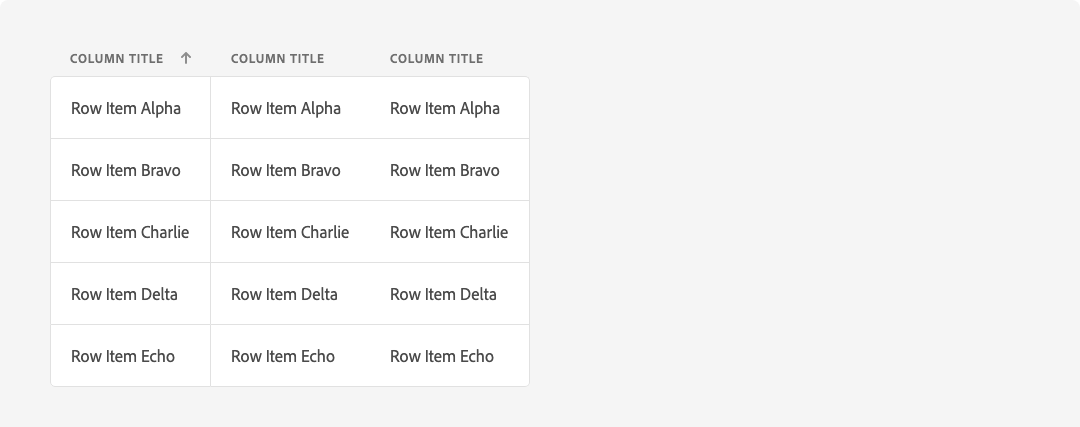 COLUMN TITLE COLUMN TITLE COLUMN TITLE
Row Item Alpha Row Item Alpha Row Item Alpha
Row Item Bravo Row Item Bravo Row Item Bravo
Row Item Charlie Row Item Charlie Row Item Charlie
Row Item Delta Row Item Delta Row Item Delta
Row Item Echo Row Item Echo Row Item Echo